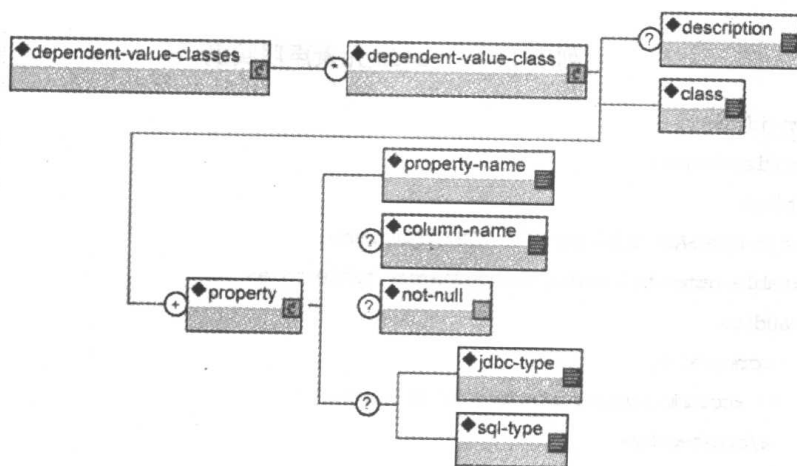 dependent-value-classes
dependent-value-class
?
description
*
class
property-name
?
column-name
+
property
?
not-null
?
jdbc-type
sql-type